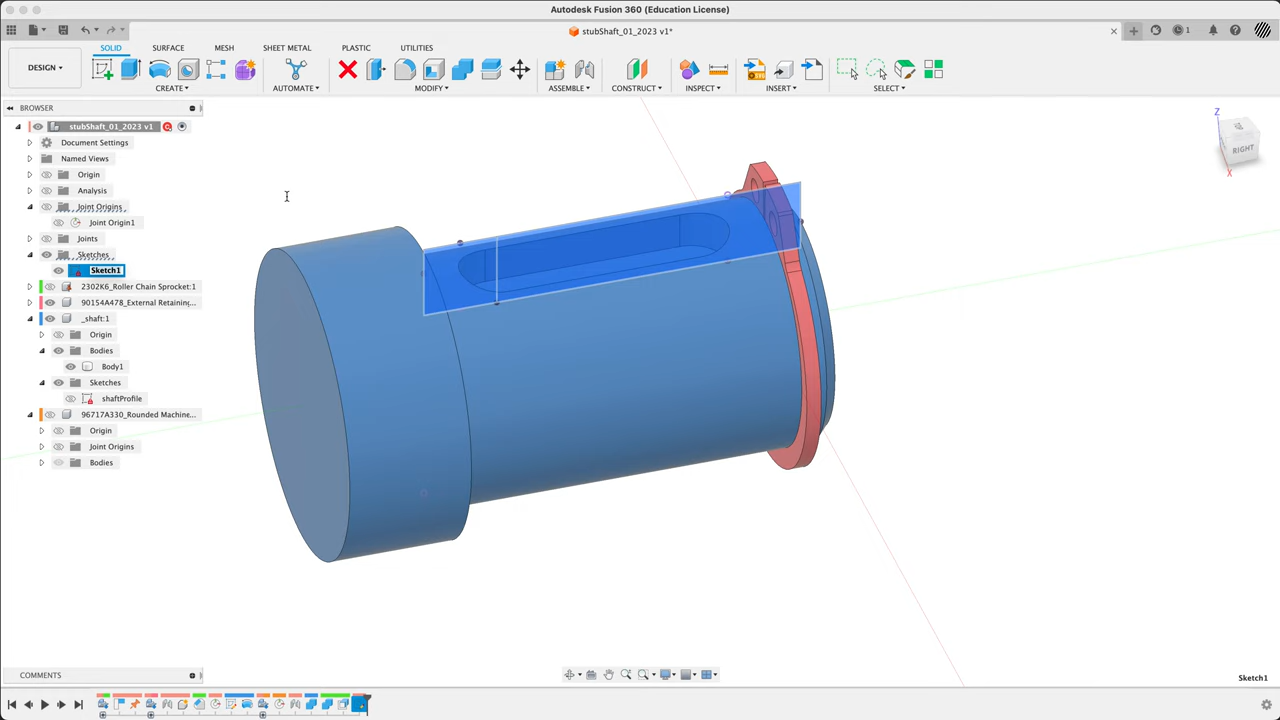 Autodesk Fusion 360 (Education License)
stubShaft_01_2023 v1*
1
SOLID SURFACE MESH SHEET METAL PLASTIC UTILITIES
DESIGN
CREATE AUTOMATE MODIFY ASSEMBLE CONSTRUCT INSPECT INSERT SELECT
BROWSER
stubShaft_01_2023 v1
Document Settings
Named Views
Origin
Analysis
Joint Origins
Joint Origin1
Joints
Sketches
Sketch1
2302K6_Roller Chain Sprocket:1
90154A478_External Retaining...
_shaft:1
Origin
Bodies
Body1
Sketches
shaftProfile
96717A330_Rounded Machine...
Origin
Joint Origins
Bodies
Z
RIGHT
X
COMMENTS
Sketch1